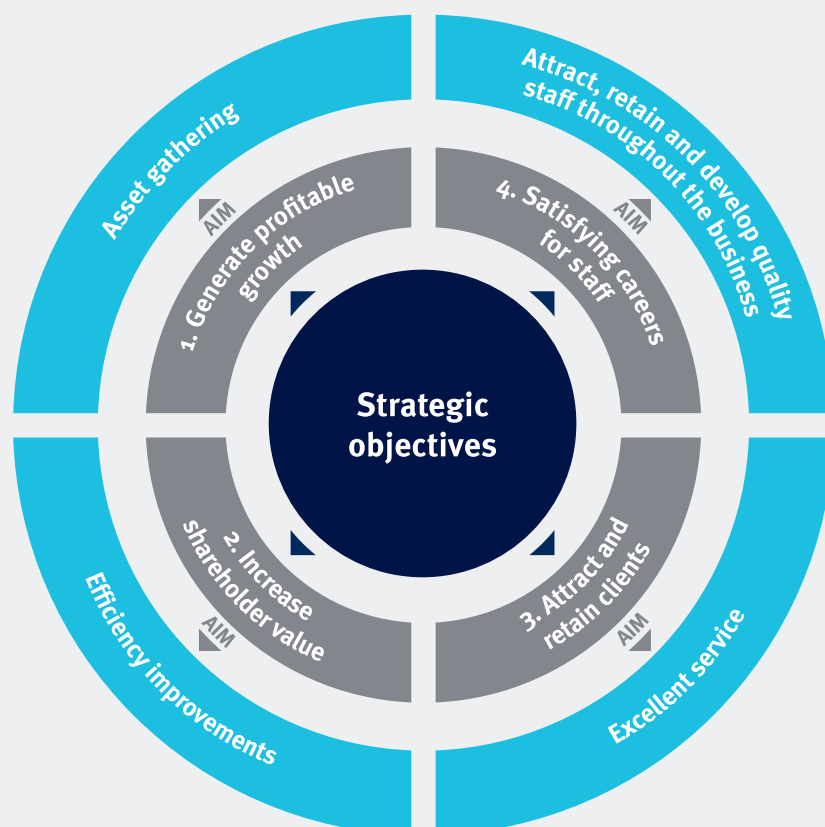 Strategic
objectives
1. Generate profitable
growth
AIM
Asset gathering
2. Increase
shareholder value
AIM
Efficiency improvements
3. Attract and
retain clients
AIM
Excellent service
4. Satisfying careers
for staff
AIM
Attract, retain and develop quality
staff throughout the business